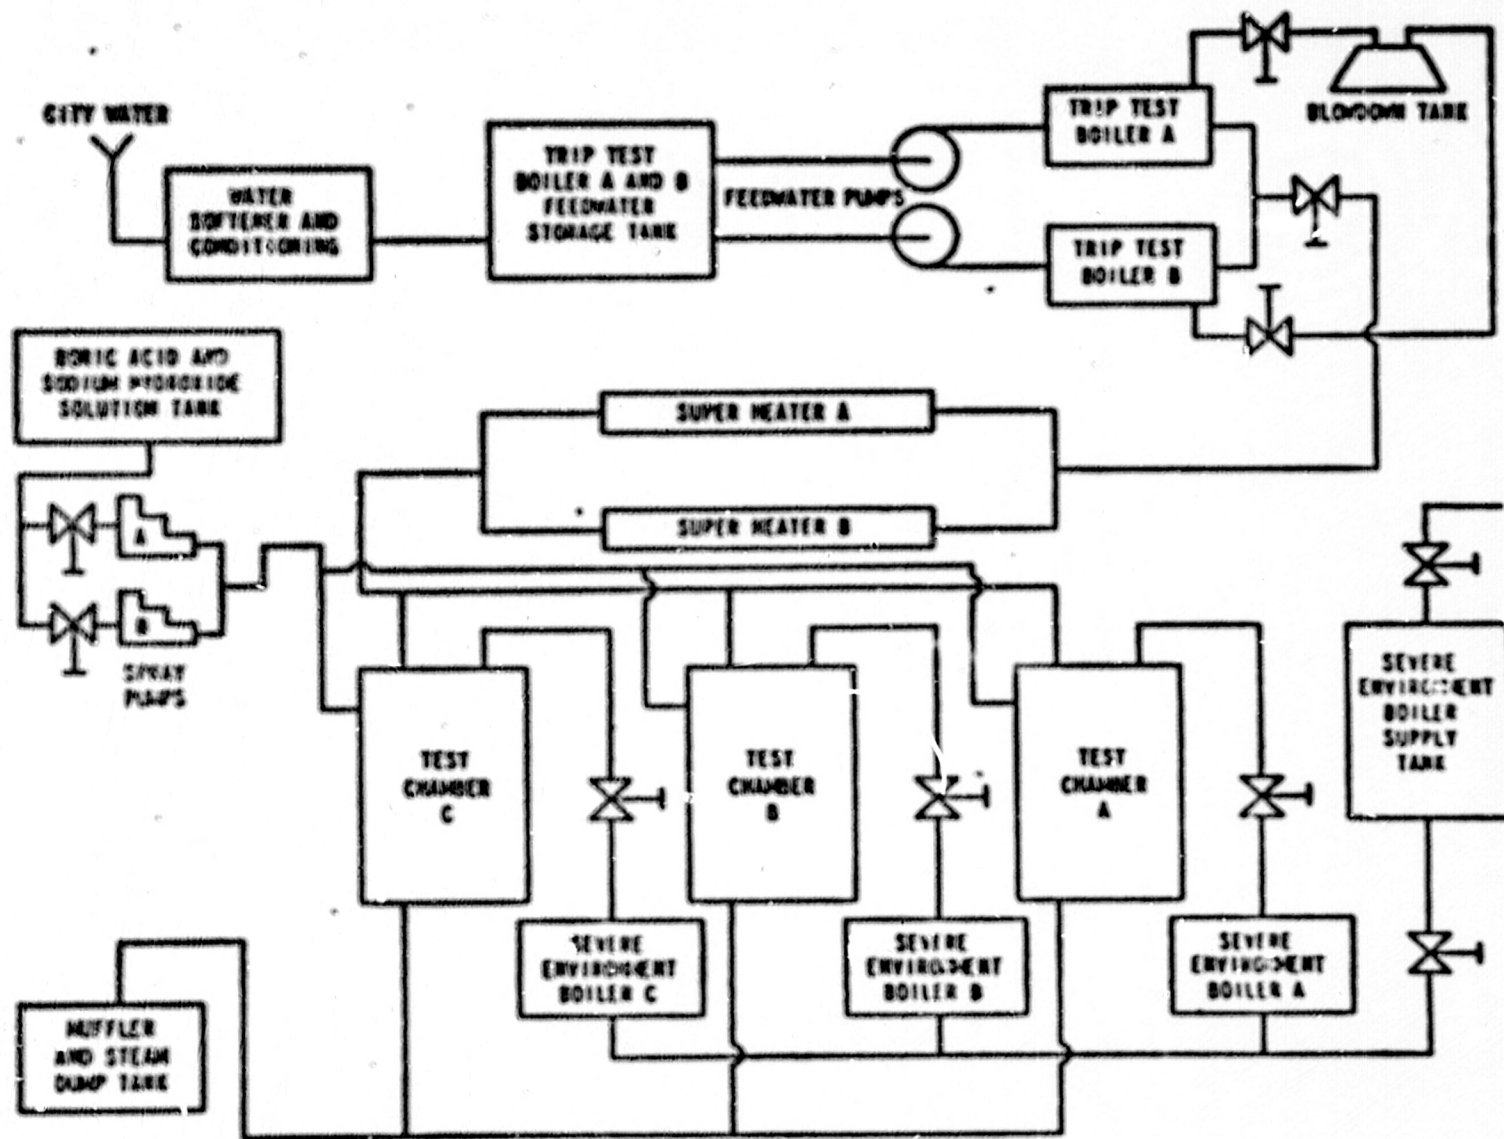 CITY WATER
WATER
SOFTENER AND
CONDITIONING
TRIP TEST
BOILER A AND B
FEEDWATER
STORAGE TANK
FEEDWATER PUMPS
TRIP TEST
BOILER A
TRIP TEST
BOILER B
BLOWDOWN TANK
BORIC ACID AND
SODIUM HYDROXIDE
SOLUTION TANK
SUPER HEATER A
SUPER HEATER B
A
B
SPRAY
PUMPS
TEST
CHAMBER
C
TEST
CHAMBER
B
TEST
CHAMBER
A
SEVERE
ENVIRONMENT
BOILER
SUPPLY
TANK
SEVERE
ENVIRONMENT
BOILER C
SEVERE
ENVIRONMENT
BOILER B
SEVERE
ENVIRONMENT
BOILER A
MUFFLER
AND STEAM
DUMP TANK